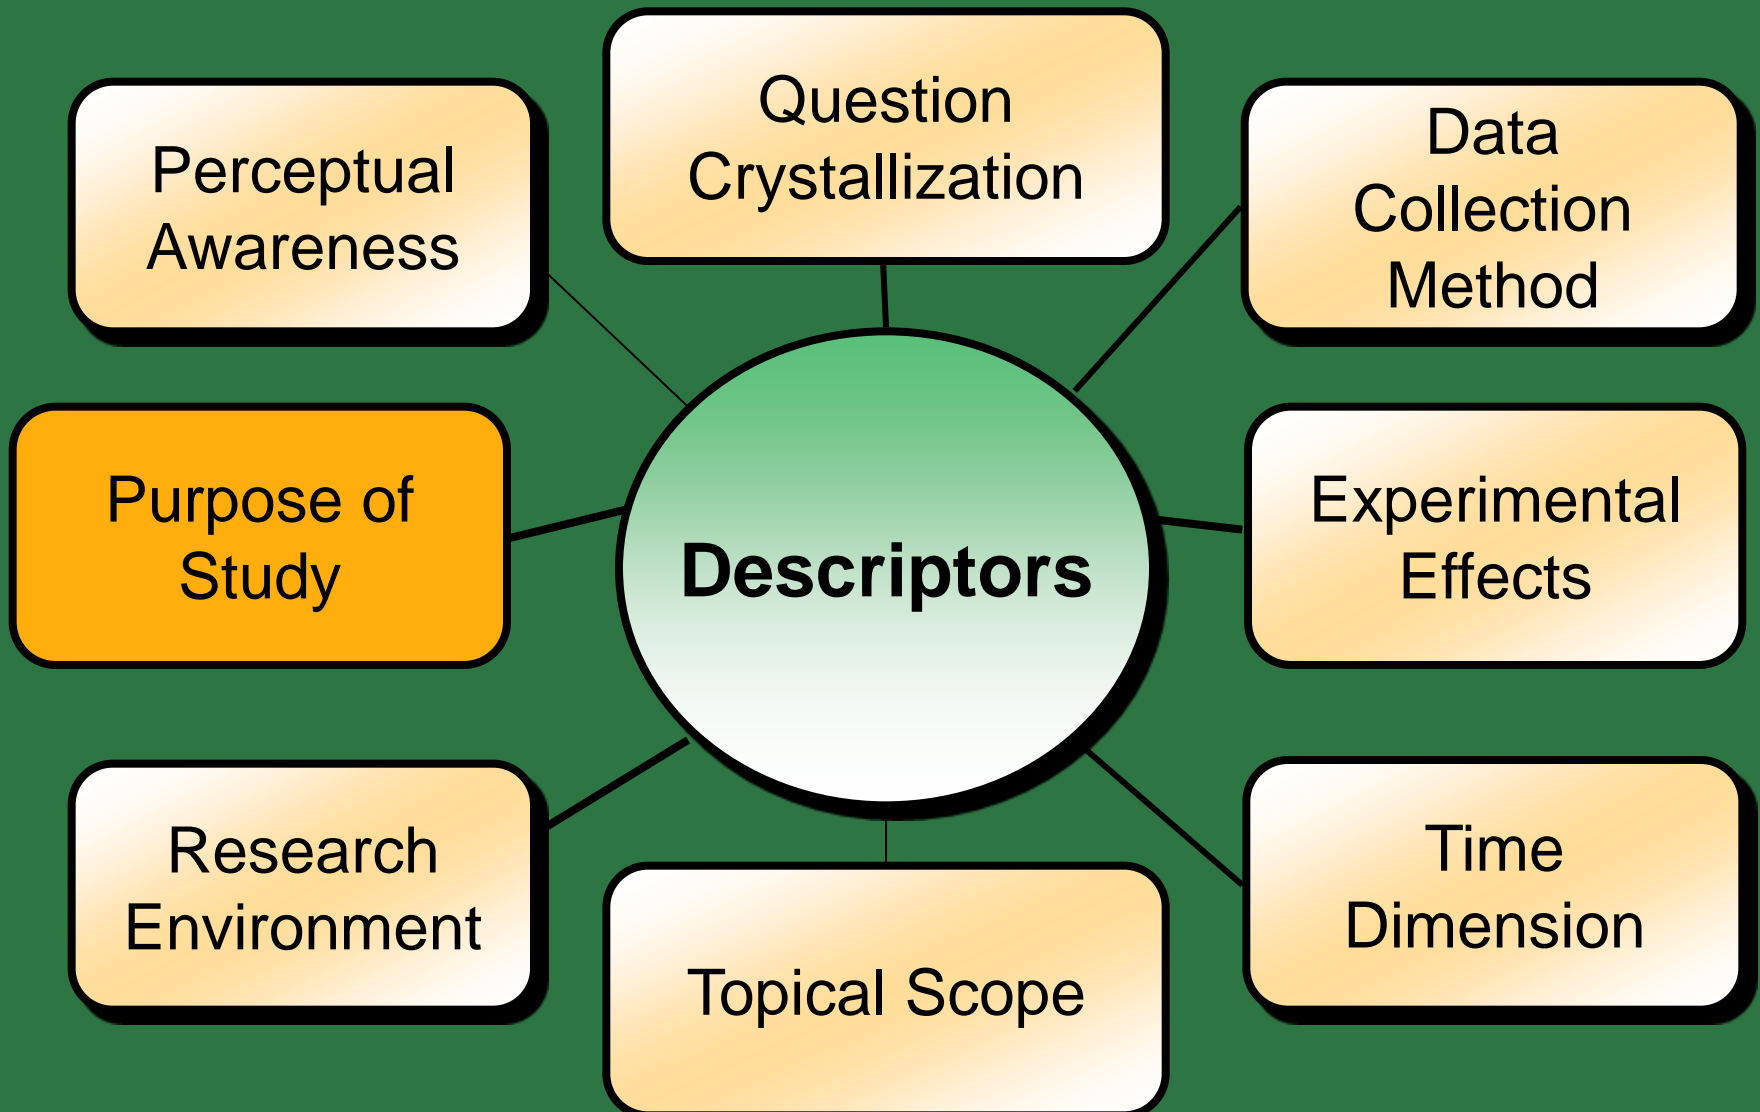 Question
Crystallization
Perceptual
Awareness
Data
Collection
Method
Purpose of
Study
Descriptors
Experimental
Effects
Research
Environment
Topical Scope
Time
Dimension